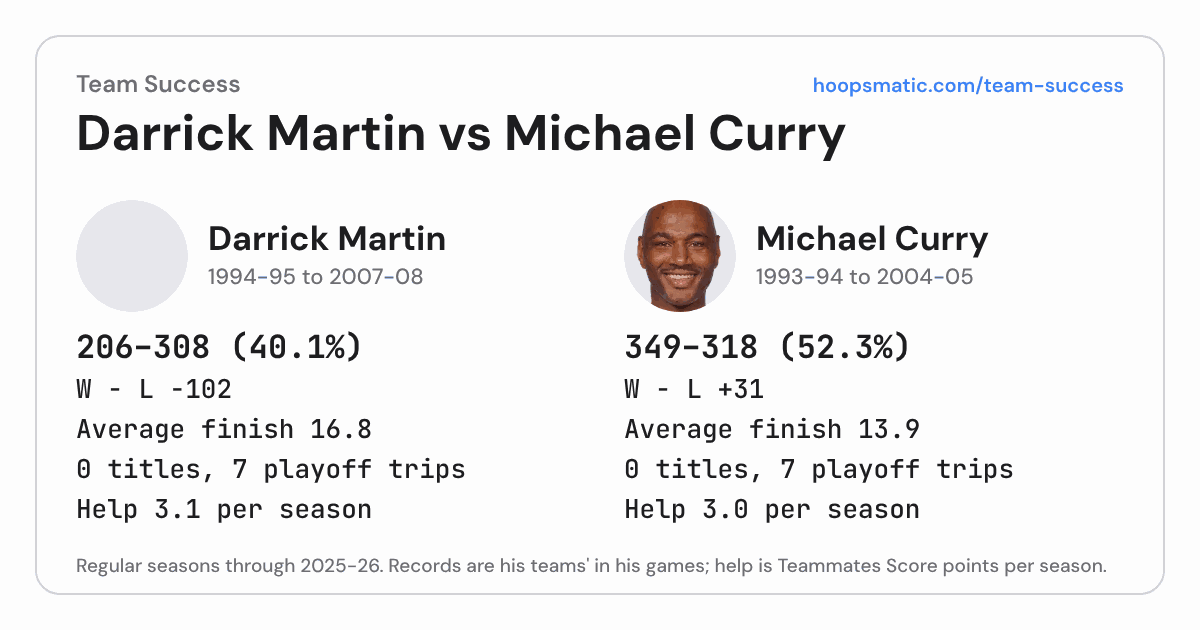 Team Success
hoopsmatic.com/team-success
Darrick Martin vs Michael Curry
Darrick Martin
1994-95 to 2007-08
206-308 (40.1%)
W - L -102
Average finish 16.8
0 titles, 7 playoff trips
Help 3.1 per season
Michael Curry
1993-94 to 2004-05
349-318 (52.3%)
W - L +31
Average finish 13.9
0 titles, 7 playoff trips
Help 3.0 per season
Regular seasons through 2025-26. Records are his teams' in his games; help is Teammates Score points per season.